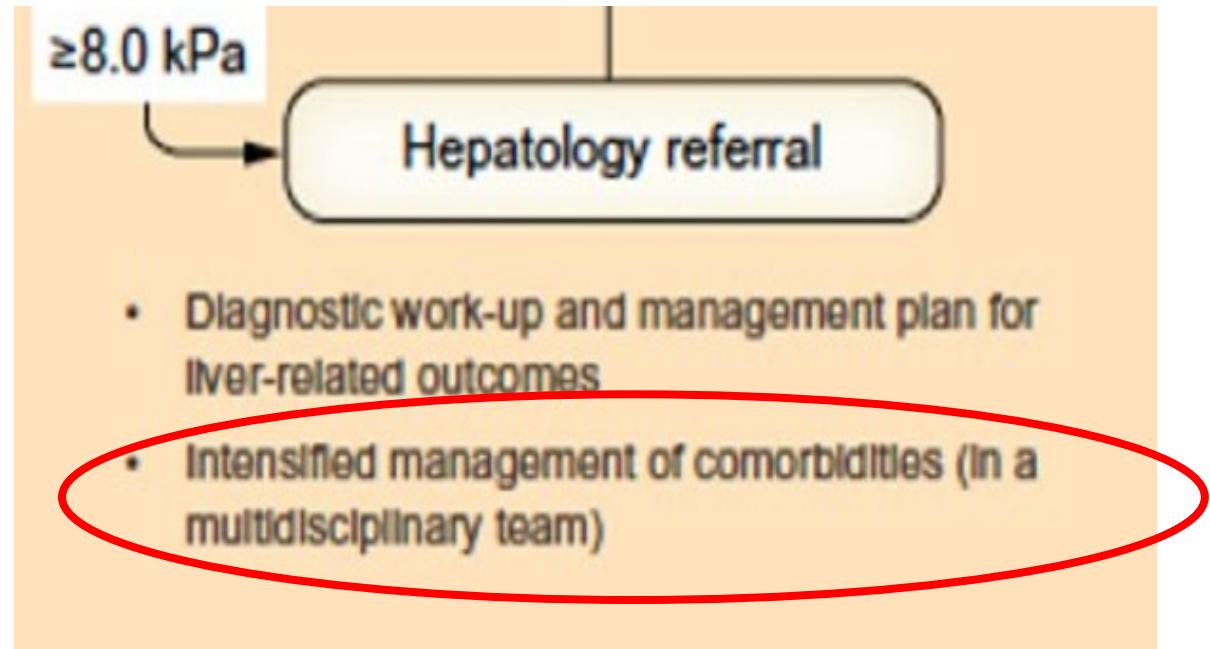 ≥8.0 kPa
Hepatology referral
• Diagnostic work-up and management plan for
liver-related outcomes
• Intensified management of comorbidities (in a
multidisciplinary team)